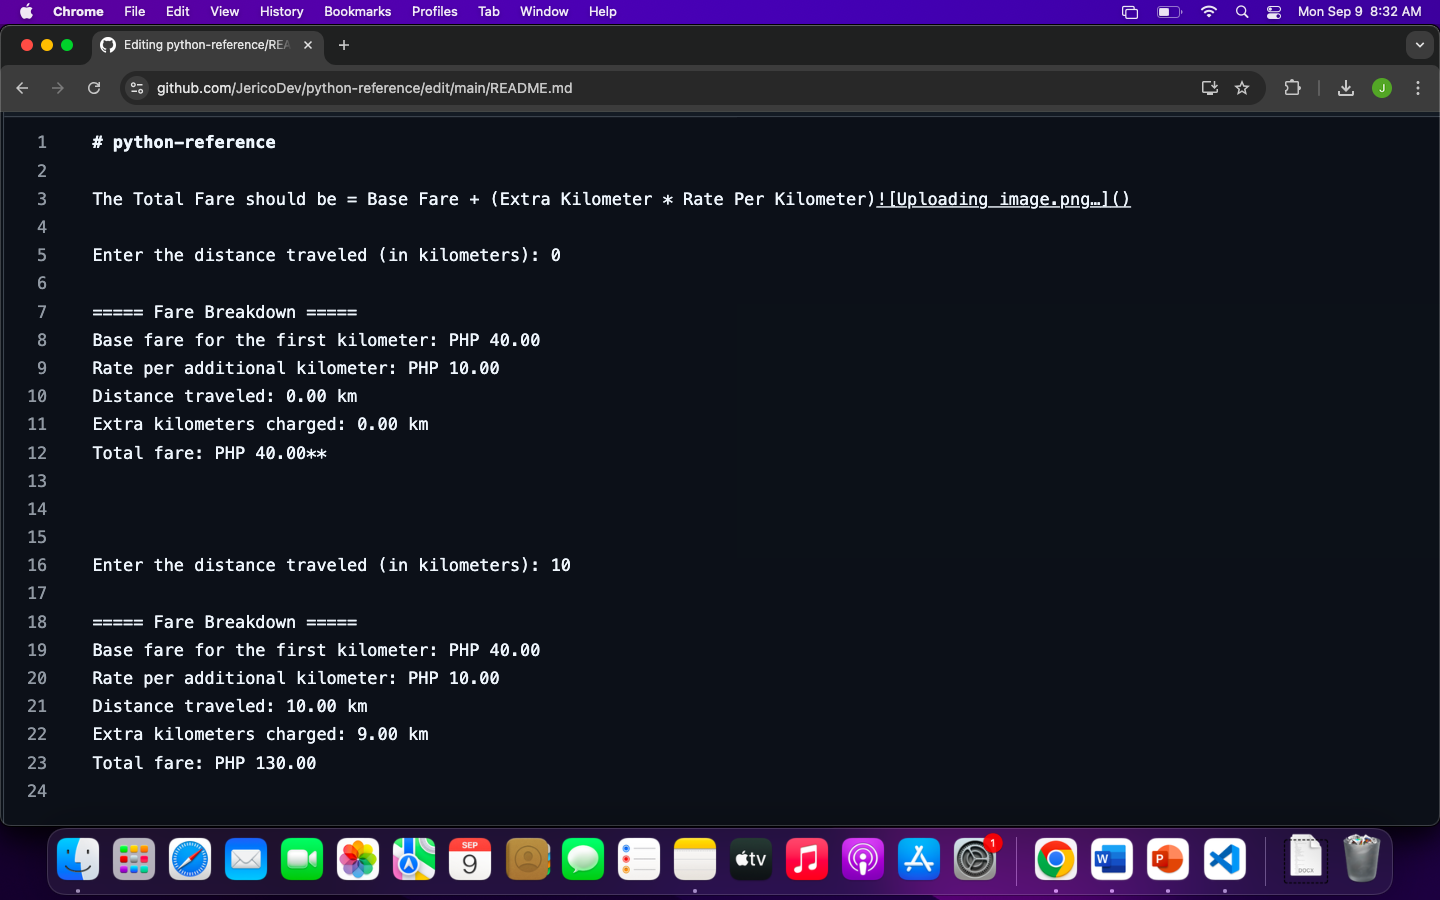 Chrome File Edit View History Bookmarks Profiles Tab Window Help Mon Sep 9 8:32 AM
Editing python-reference/REA
github.com/JericoDev/python-reference/edit/main/README.md J
1 # python-reference
2
3 The Total Fare should be = Base Fare + (Extra Kilometer * Rate Per Kilometer)![Uploading image.png…]()
4
5 Enter the distance traveled (in kilometers): 0
6
7 ===== Fare Breakdown =====
8 Base fare for the first kilometer: PHP 40.00
9 Rate per additional kilometer: PHP 10.00
10 Distance traveled: 0.00 km
11 Extra kilometers charged: 0.00 km
12 Total fare: PHP 40.00**
13
14
15
16 Enter the distance traveled (in kilometers): 10
17
18 ===== Fare Breakdown =====
19 Base fare for the first kilometer: PHP 40.00
20 Rate per additional kilometer: PHP 10.00
21 Distance traveled: 10.00 km
22 Extra kilometers charged: 9.00 km
23 Total fare: PHP 130.00
24
SEP
9
tv
1
W
P
DOCX